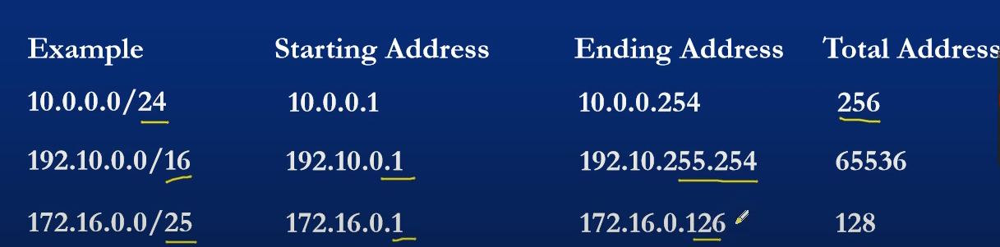 Example Starting Address Ending Address Total Address
10.0.0.0/24 10.0.0.1 10.0.0.254 256
192.10.0.0/16 192.10.0.1 192.10.255.254 65536
172.16.0.0/25 172.16.0.1 172.16.0.126 128